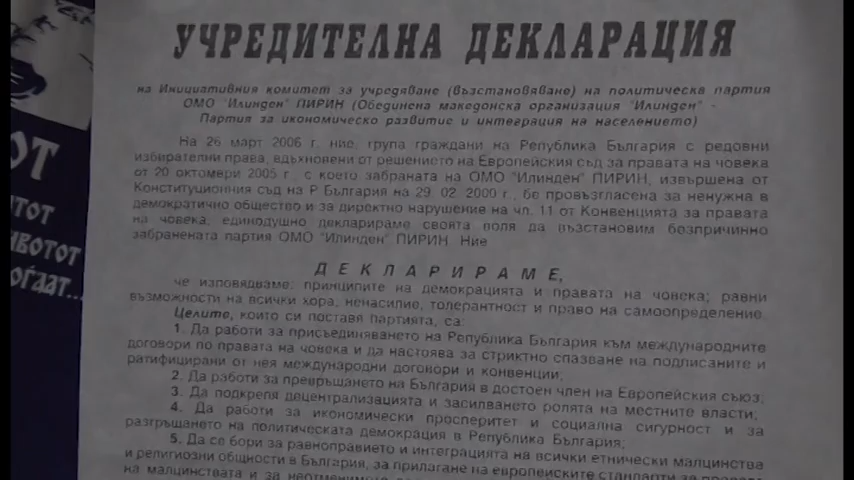 УЧРЕДИТЕЛНА ДЕКЛАРАЦИЯ
на Инициативния комитет за учредяване (възстановяване) на политическа партия
ОМО "Илинден" ПИРИН (Обединена македонска организация "Илинден" -
Партия за икономическо развитие и интеграция на населението)
На 26 март 2006 г. ние, група граждани на Република България с редовни
избирателни права, вдъхновени от решението на Европейския съд за правата на човека
от 20 октомври 2005 г., с което забраната на ОМО "Илинден" ПИРИН, извършена от
Конституционния съд на Р България на 29. 02. 2000 г., бе провъзгласена за ненужна в
демократично общество и за директно нарушение на чл. 11 от Конвенцията за правата
на човека, единодушно декларираме своята воля да възстановим безпричинно
забранената партия ОМО "Илинден" ПИРИН Ние
ДЕКЛАРИРАМЕ,
че изповядваме принципите на демокрацията и правата на човека; равни
възможности на всички хора, ненасилие, толерантност и право на самоопределение.
Целите, които си поставя партията, са:
1. Да работи за присъединяването на Република България към международните
договори по правата на човека и да настоява за стриктно спазване на подписаните и
ратифицирани от нея международни договори и конвенции;
2. Да работи за превръщането на България в достоен член на Европейския съюз;
3. Да подкрепя децентрализацията и засилването ролята на местните власти;
4. Да работи за икономически просперитет и социална сигурност и за
разгръщането на политическата демокрация в Република България;
5. Да се бори за равноправието и интеграцията на всички етнически малцинства
и религиозни общности в България, за прилагане на европейските стандарти за
на малцинствата и за
ОТ
тот
ивотот
огдат...